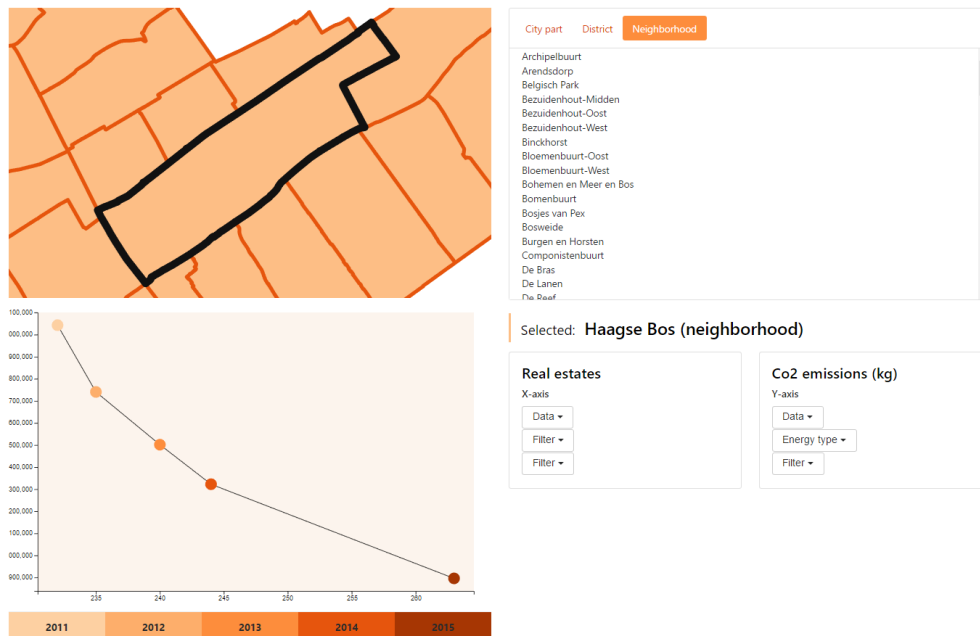 City part District Neighborhood
Archipelbuurt
Arendsdorp
Belgisch Park
Bezuidenhout-Midden
Bezuidenhout-Oost
Bezuidenhout-West
Binckhorst
Bloemenbuurt-Oost
Bloemenbuurt-West
Bohemen en Meer en Bos
Bomenbuurt
Bosjes van Pex
Bosweide
Burgen en Horsten
Componistenbuurt
De Bras
De Lanen
De Reef
100,000
000,000
900,000
800,000
700,000
600,000
500,000
400,000
300,000
200,000
100,000
000,000
900,000
235 240 245 250 255 260
2011 2012 2013 2014 2015
Selected: Haagse Bos (neighborhood)
Real estates
X-axis
Data
Filter
Filter
Co2 emissions (kg)
Y-axis
Data
Energy type
Filter